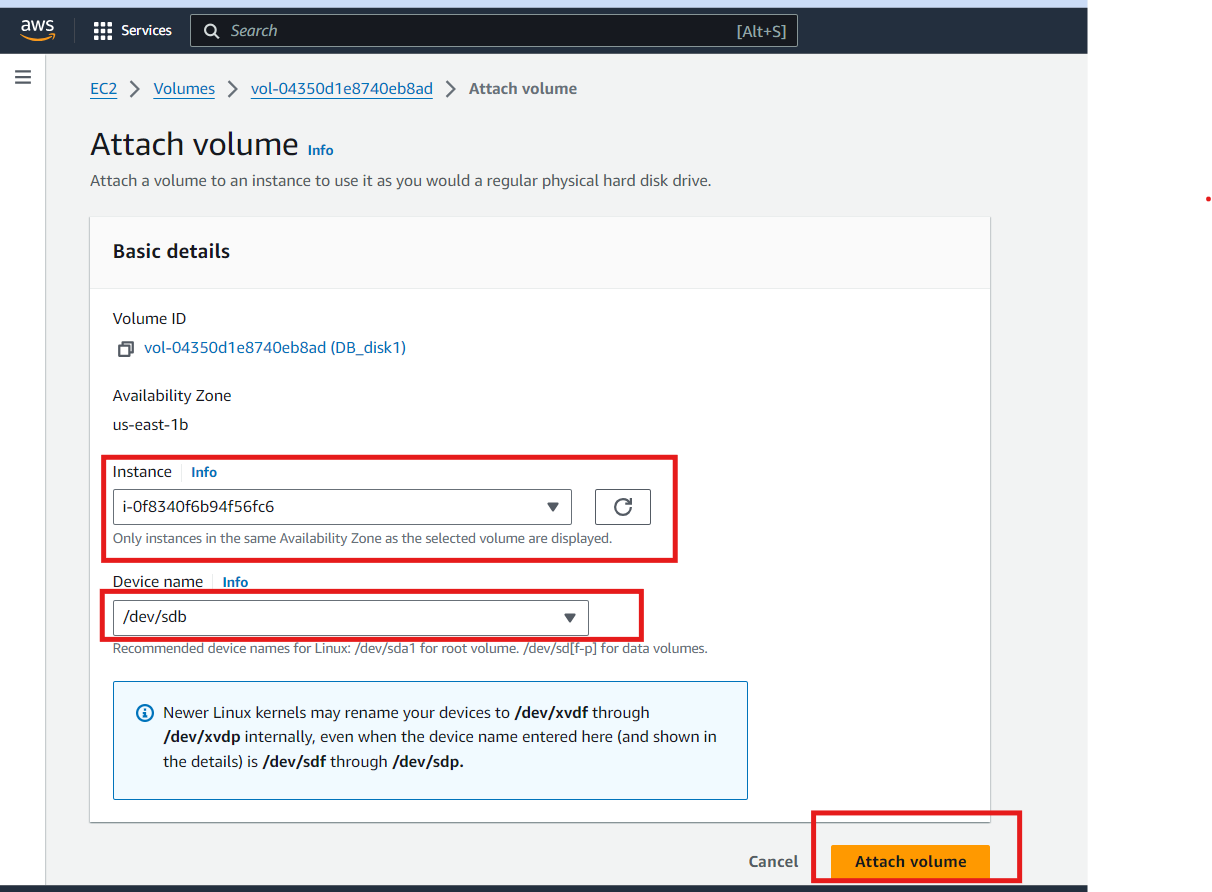 aws
Services
Search
[Alt+S]
EC2 > Volumes > vol-04350d1e8740eb8ad > Attach volume
Attach volume Info
Attach a volume to an instance to use it as you would a regular physical hard disk drive.
Basic details
Volume ID
vol-04350d1e8740eb8ad (DB_disk1)
Availability Zone
us-east-1b
Instance Info
i-0f8340f6b94f56fc6
Only instances in the same Availability Zone as the selected volume are displayed.
Device name Info
/dev/sdb
Recommended device names for Linux: /dev/sda1 for root volume. /dev/sd[f-p] for data volumes.
Newer Linux kernels may rename your devices to /dev/xvdf through
/dev/xvdp internally, even when the device name entered here (and shown in
the details) is /dev/sdf through /dev/sdp.
Cancel
Attach volume